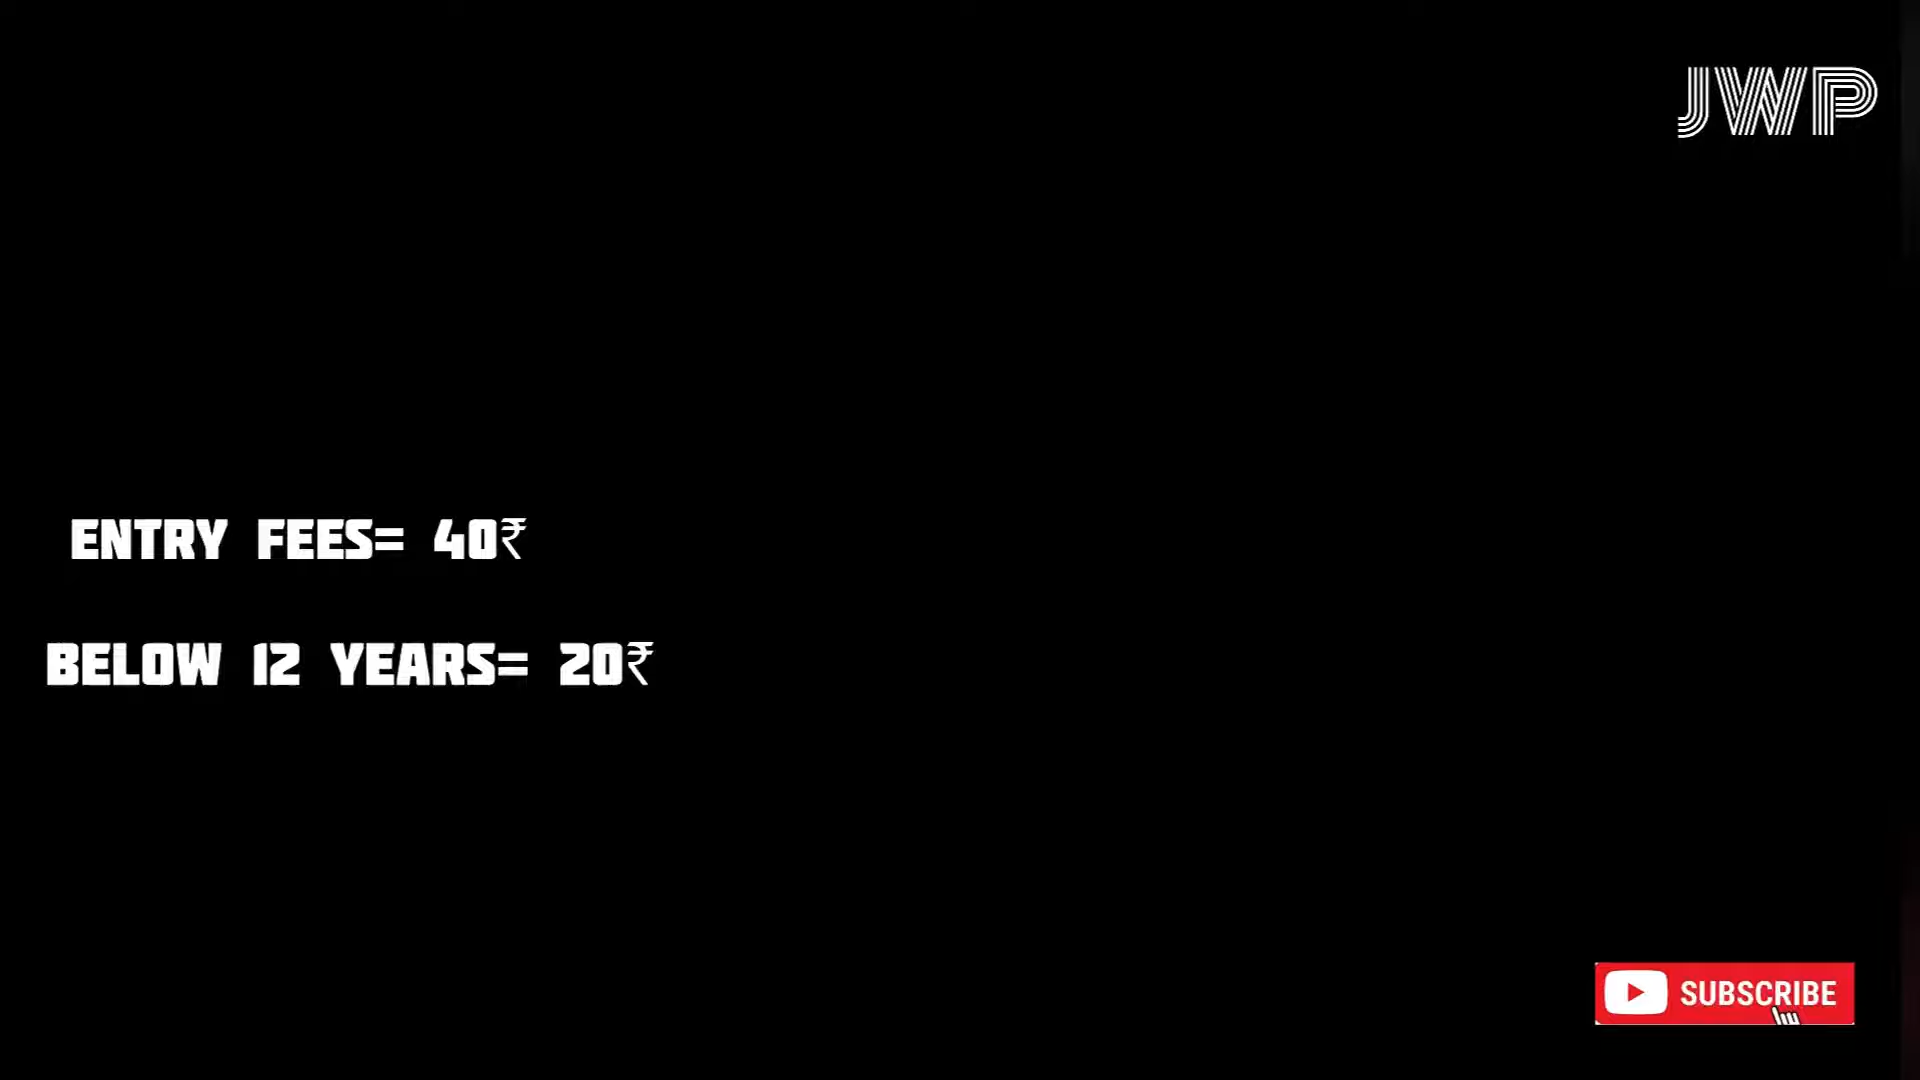 JWP
ENTRY FEES= 40₹
BELOW 12 YEARS= 20₹
SUBSCRIBE